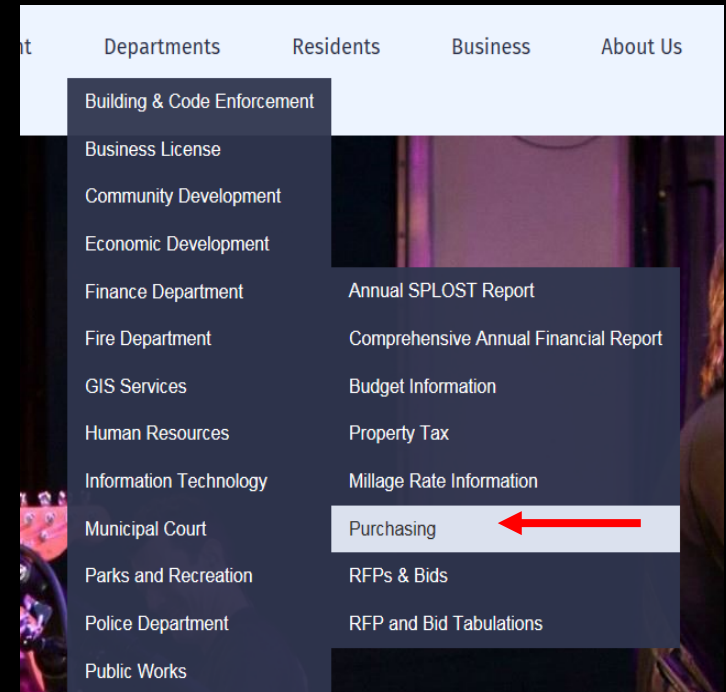 nt Departments Residents Business About Us
Building & Code Enforcement
Business License
Community Development
Economic Development
Finance Department
Fire Department
GIS Services
Human Resources
Information Technology
Municipal Court
Parks and Recreation
Police Department
Public Works
Annual SPLOST Report
Comprehensive Annual Financial Report
Budget Information
Property Tax
Millage Rate Information
Purchasing
RFPs & Bids
RFP and Bid Tabulations